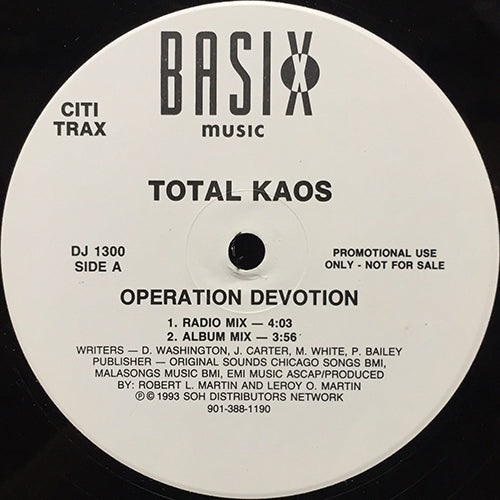 BASIX
MUSIC
CITI
TRAX
TOTAL KAOS
DJ 1300
SIDE A
PROMOTIONAL USE
ONLY - NOT FOR SALE
OPERATION DEVOTION
1. RADIO MIX — 4:03
2. ALBUM MIX — 3:56
WRITERS — D. WASHINGTON, J. CARTER, M. WHITE, P. BAILEY
PUBLISHER — ORIGINAL SOUNDS CHICAGO SONGS BMI,
MALASONGS MUSIC BMI, EMI MUSIC ASCAP/PRODUCED
BY: ROBERT L. MARTIN AND LEROY O. MARTIN
℗ © 1993 SOH DISTRIBUTORS NETWORK
901-388-1190